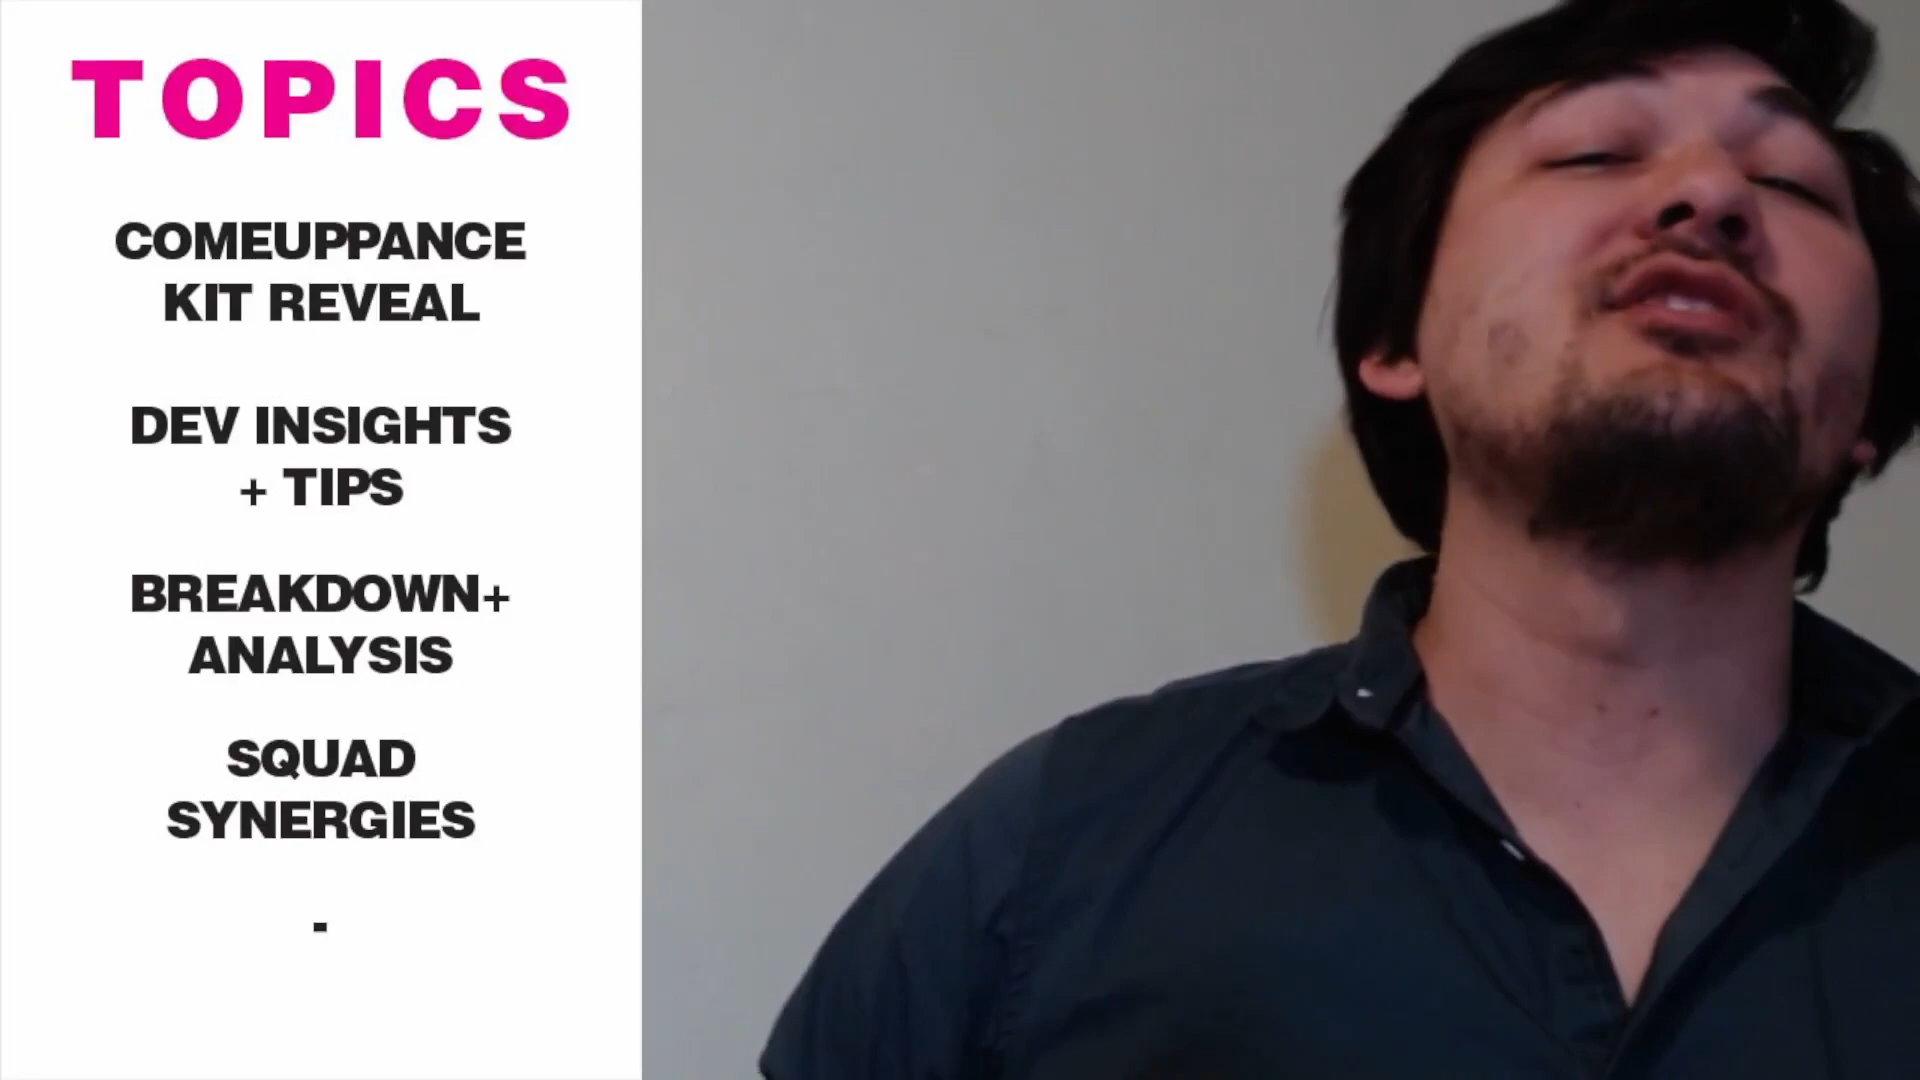 TOPICS
COMEUPPANCE
KIT REVEAL
DEV INSIGHTS
+ TIPS
BREAKDOWN+
ANALYSIS
SQUAD
SYNERGIES
-